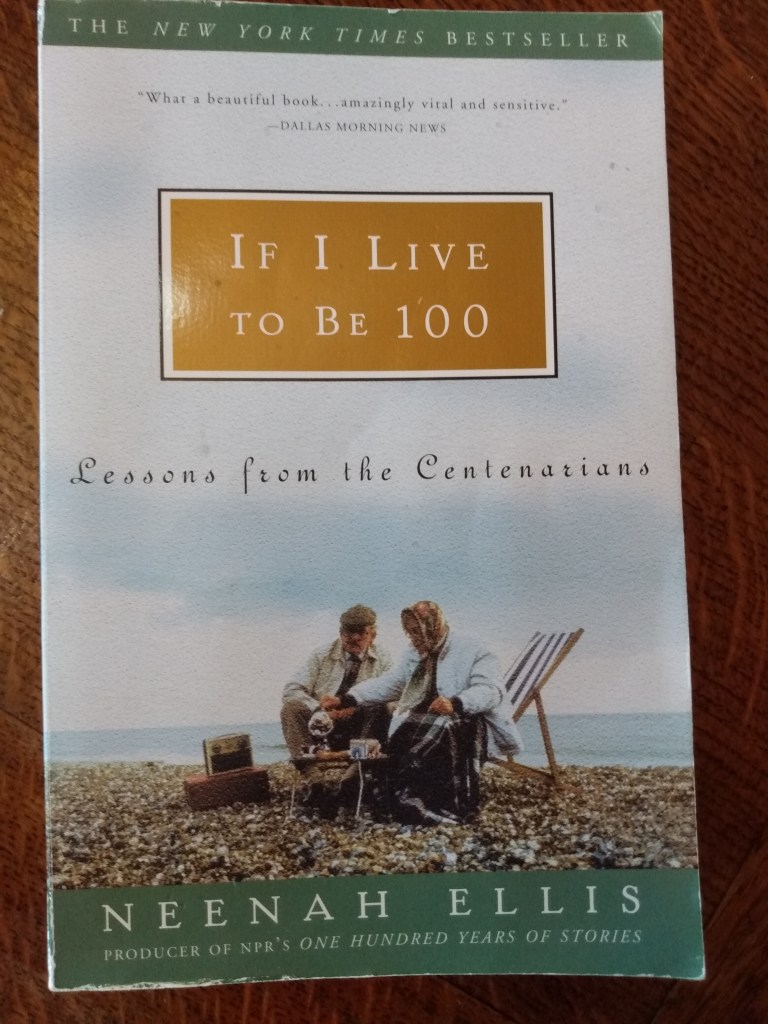 THE NEW YORK TIMES BESTSELLER
"What a beautiful book...amazingly vital and sensitive."
—DALLAS MORNING NEWS
IF I LIVE
TO BE 100
Lessons from the Centenarians
NEENAH ELLIS
PRODUCER OF NPR'S ONE HUNDRED YEARS OF STORIES